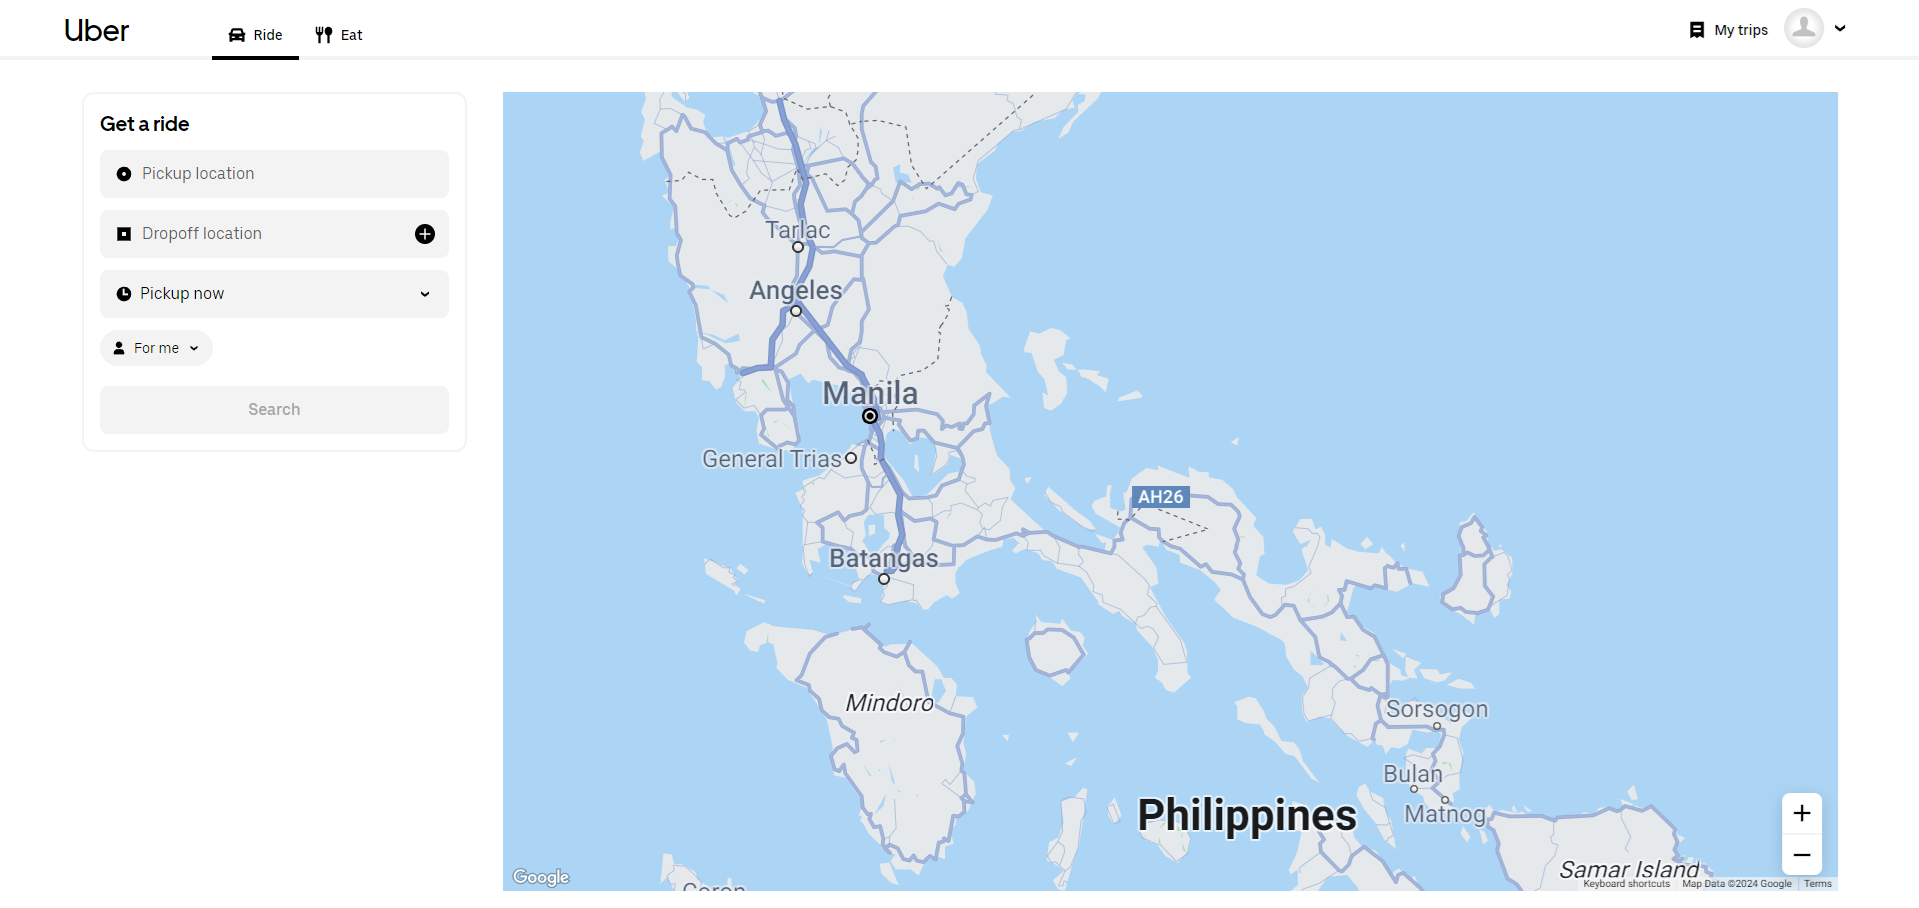 Uber
Ride
Eat
My trips
Get a ride
Pickup location
Dropoff location
Pickup now
For me
Search
Tarlac
Angeles
Manila
General Trias
AH26
Batangas
Mindoro
Sorsogon
Bulan
Matnog
Philippines
Samar Island
Coron
Google
Keyboard shortcuts
Map Data ©2024 Google
Terms